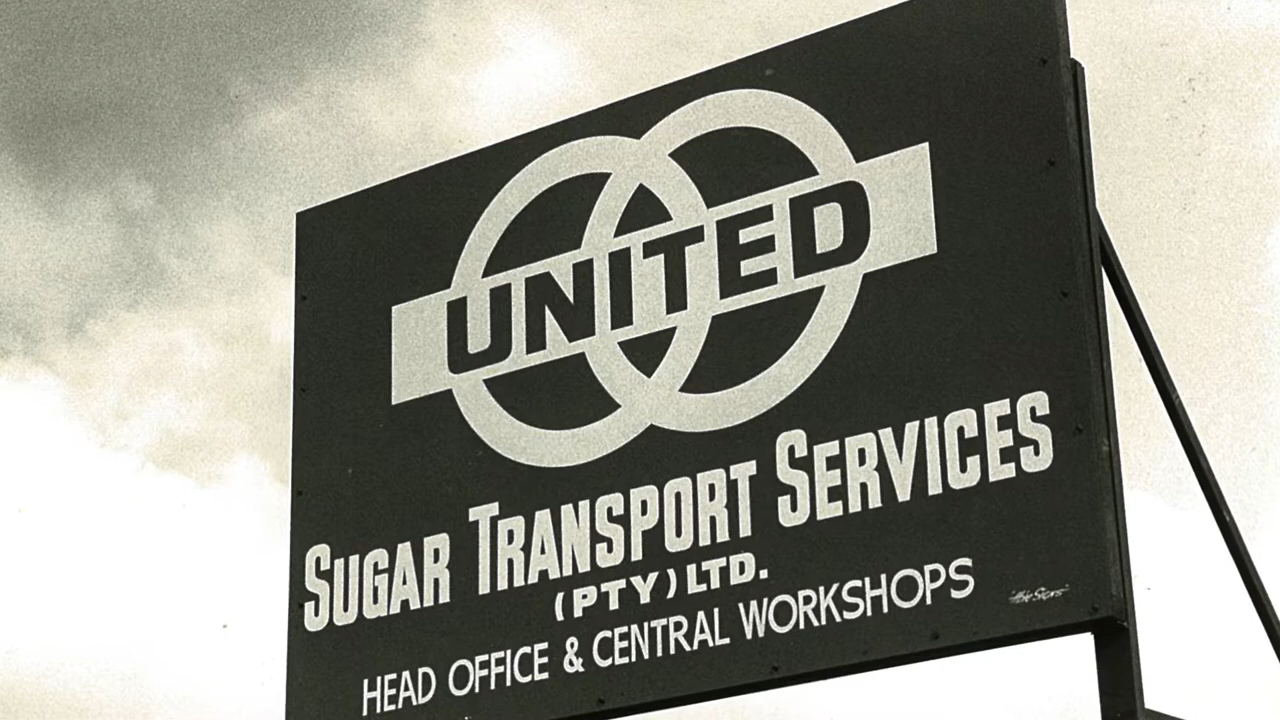 UNITED
SUGAR TRANSPORT SERVICES
(PTY) LTD.
HEAD OFFICE & CENTRAL WORKSHOPS